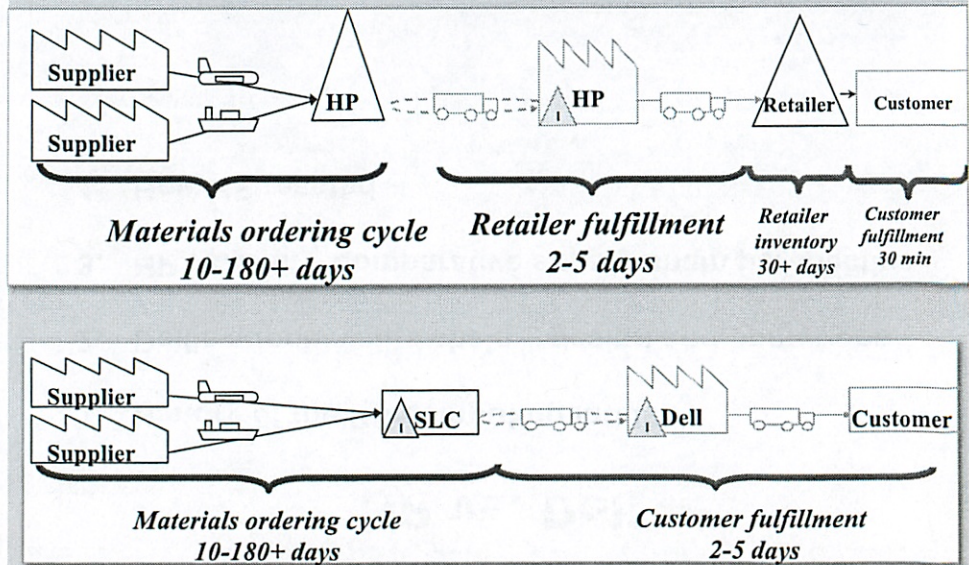 Supplier
Supplier
HP
I
HP
Retailer
Customer
Materials ordering cycle
10-180+ days
Retailer fulfillment
2-5 days
Retailer
inventory
30+ days
Customer
fulfillment
30 min
Supplier
Supplier
I
SLC
I
Dell
Customer
Materials ordering cycle
10-180+ days
Customer fulfillment
2-5 days